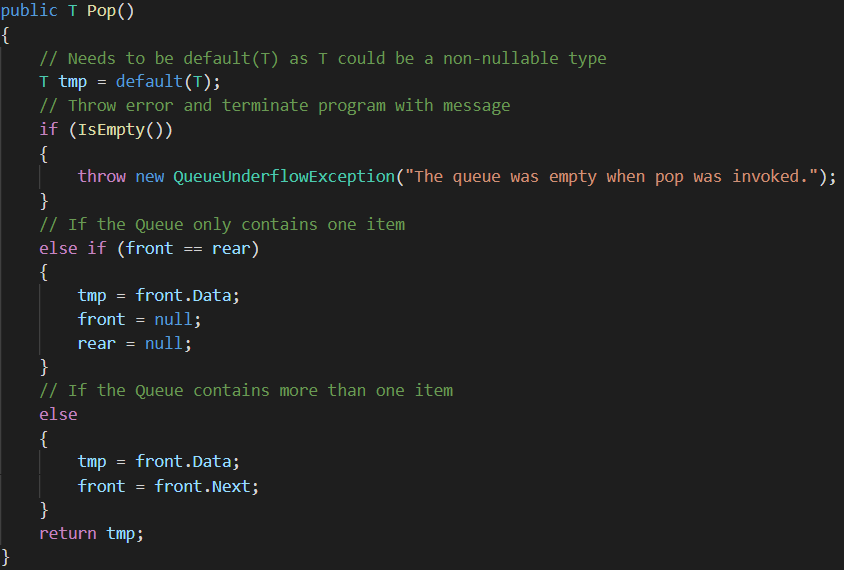 public T Pop()
{
    // Needs to be default(T) as T could be a non-nullable type
    T tmp = default(T);
    // Throw error and terminate program with message
    if (IsEmpty())
    {
        throw new QueueUnderflowException("The queue was empty when pop was invoked.");
    }
    // If the Queue only contains one item
    else if (front == rear)
    {
        tmp = front.Data;
        front = null;
        rear = null;
    }
    // If the Queue contains more than one item
    else
    {
        tmp = front.Data;
        front = front.Next;
    }
    return tmp;
}